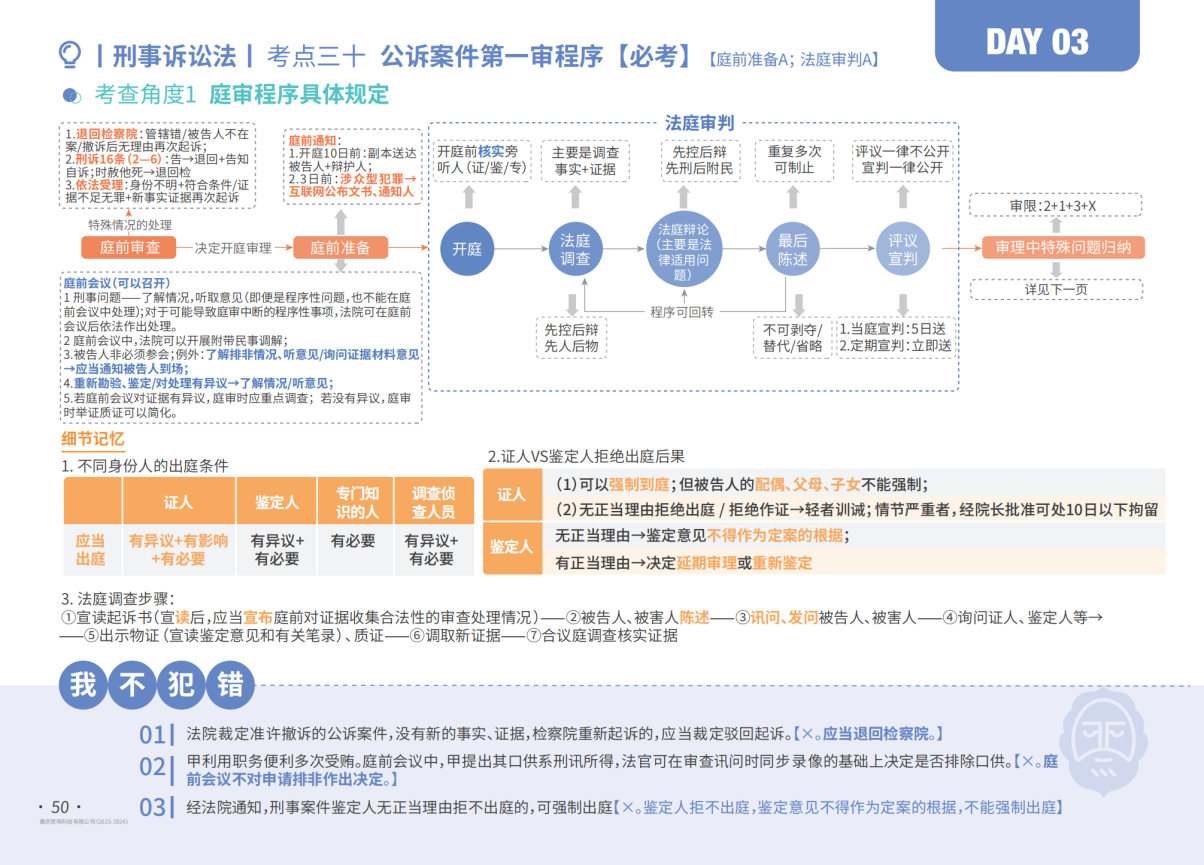 DAY 03
|刑事诉讼法| 考点三十 公诉案件第一审程序【必考】【庭前准备A；法庭审判A】
考查角度1 庭审程序具体规定
1.退回检察院：管辖错/被告人不在
案/撤诉后无理由再次起诉；
2.刑诉16条（2—6）：告→退回+告知
自诉；时赦他死→退回检
3.依法受理：身份不明+符合条件/证
据不足无罪+新事实证据再次起诉
特殊情况的处理
庭前审查
决定开庭审理
庭前准备
庭前通知：
1.开庭10日前：副本送达
被告人+辩护人；
2.3日前：涉众型犯罪→
互联网公布文书、通知人
庭前会议（可以召开）
1 刑事问题——了解情况，听取意见（即便是程序性问题，也不能在庭
前会议中处理）；对于可能导致庭审中断的程序性事项，法院可在庭前
会议后依法作出处理。
2 庭前会议中，法院可以开展附带民事调解；
3.被告人非必须参会；例外：了解排非情况、听意见/询问证据材料意见
→应当通知被告人到场；
4.重新勘验、鉴定/对处理有异议→了解情况/听意见；
5.若庭前会议对证据有异议，庭审时应重点调查； 若没有异议，庭审
时举证质证可以简化。
法庭审判
开庭前核实旁
听人（证/鉴/专）
主要是调查
事实+证据
先控后辩
先刑后附民
重复多次
可制止
评议一律不公开
宣判一律公开
开庭
法庭
调查
法庭辩论
（主要是法
律适用问
题）
最后
陈述
评议
宣判
程序可回转
先控后辩
先人后物
不可剥夺/
替代/省略
1.当庭宣判：5日送
2.定期宣判：立即送
审限：2+1+3+X
审理中特殊问题归纳
详见下一页
细节记忆
1. 不同身份人的出庭条件
证人 鉴定人 专门知
识的人 调查侦
查人员
应当
出庭 有异议+有影响
+有必要 有异议+
有必要 有必要 有异议+
有必要
2.证人VS鉴定人拒绝出庭后果
证人
（1）可以强制到庭；但被告人的配偶、父母、子女不能强制；
（2）无正当理由拒绝出庭 / 拒绝作证→轻者训诫；情节严重者，经院长批准可处10日以下拘留
鉴定人
无正当理由→鉴定意见不得作为定案的根据；
有正当理由→决定延期审理或重新鉴定
3. 法庭调查步骤：
①宣读起诉书（宣读后，应当宣布庭前对证据收集合法性的审查处理情况）——②被告人、被害人陈述——③讯问、发问被告人、被害人——④询问证人、鉴定人等→
——⑤出示物证（宣读鉴定意见和有关笔录）、质证——⑥调取新证据——⑦合议庭调查核实证据
我不犯错
01| 法院裁定准许撤诉的公诉案件，没有新的事实、证据，检察院重新起诉的，应当裁定驳回起诉。【×。应当退回检察院。】
02| 甲利用职务便利多次受贿。庭前会议中，甲提出其口供系刑讯所得，法官可在审查讯问时同步录像的基础上决定是否排除口供。【×。庭
前会议不对申请排非作出决定。】
03| 经法院通知，刑事案件鉴定人无正当理由拒不出庭的，可强制出庭【×。鉴定人拒不出庭，鉴定意见不得作为定案的根据，不能强制出庭】
· 50 ·